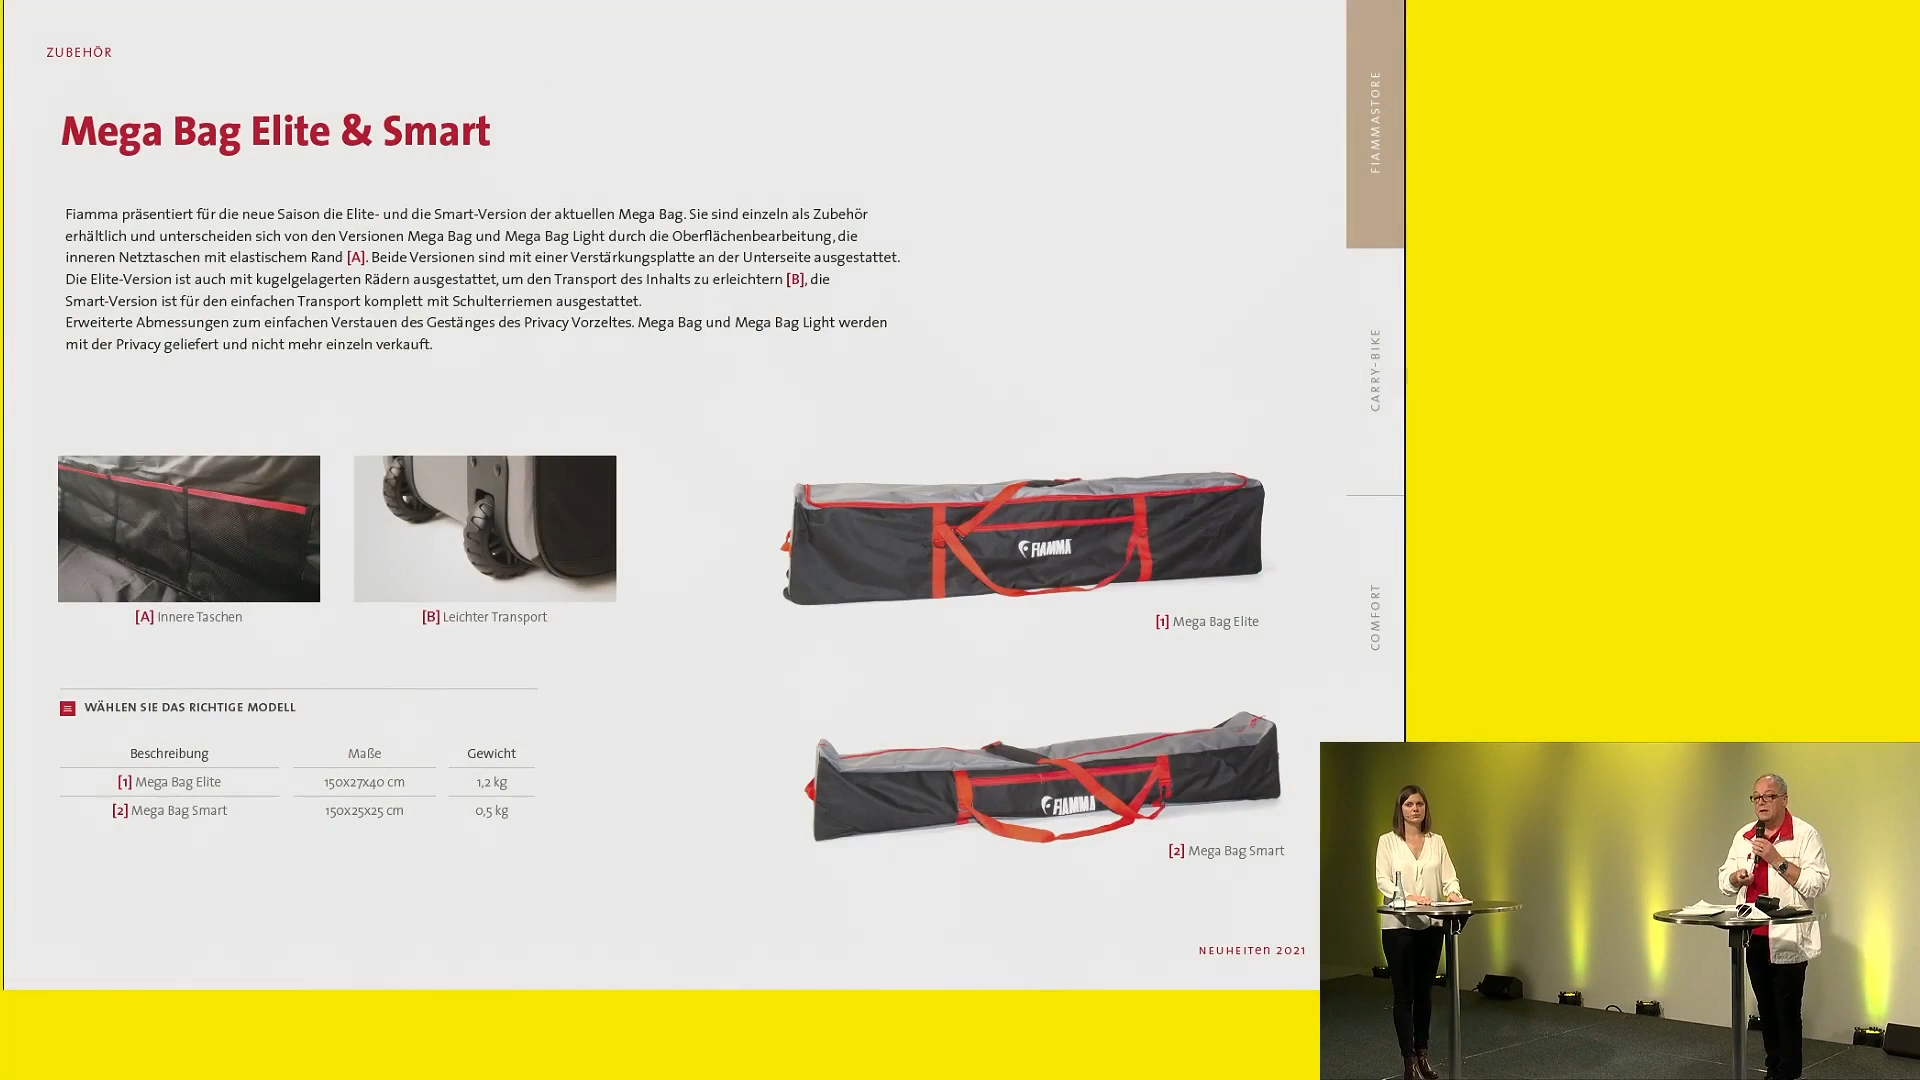 ZUBEHÖR
Mega Bag Elite & Smart
Fiamma präsentiert für die neue Saison die Elite- und die Smart-Version der aktuellen Mega Bag. Sie sind einzeln als Zubehör
erhältlich und unterscheiden sich von den Versionen Mega Bag und Mega Bag Light durch die Oberflächenbearbeitung, die
inneren Netztaschen mit elastischem Rand [A]. Beide Versionen sind mit einer Verstärkungsplatte an der Unterseite ausgestattet.
Die Elite-Version ist auch mit kugelgelagerten Rädern ausgestattet, um den Transport des Inhalts zu erleichtern [B], die
Smart-Version ist für den einfachen Transport komplett mit Schulterriemen ausgestattet.
Erweiterte Abmessungen zum einfachen Verstauen des Gestänges des Privacy Vorzeltes. Mega Bag und Mega Bag Light werden
mit der Privacy geliefert und nicht mehr einzeln verkauft.
[A] Innere Taschen
[B] Leichter Transport
FIAMMA
[1] Mega Bag Elite
WÄHLEN SIE DAS RICHTIGE MODELL
Beschreibung Maße Gewicht
[1] Mega Bag Elite 150x27x40 cm 1,2 kg
[2] Mega Bag Smart 150x25x25 cm 0,5 kg
FIAMMA
[2] Mega Bag Smart
NEUHEITEN 2021
FIAMMASTORE
CARRY-BIKE
COMFORT